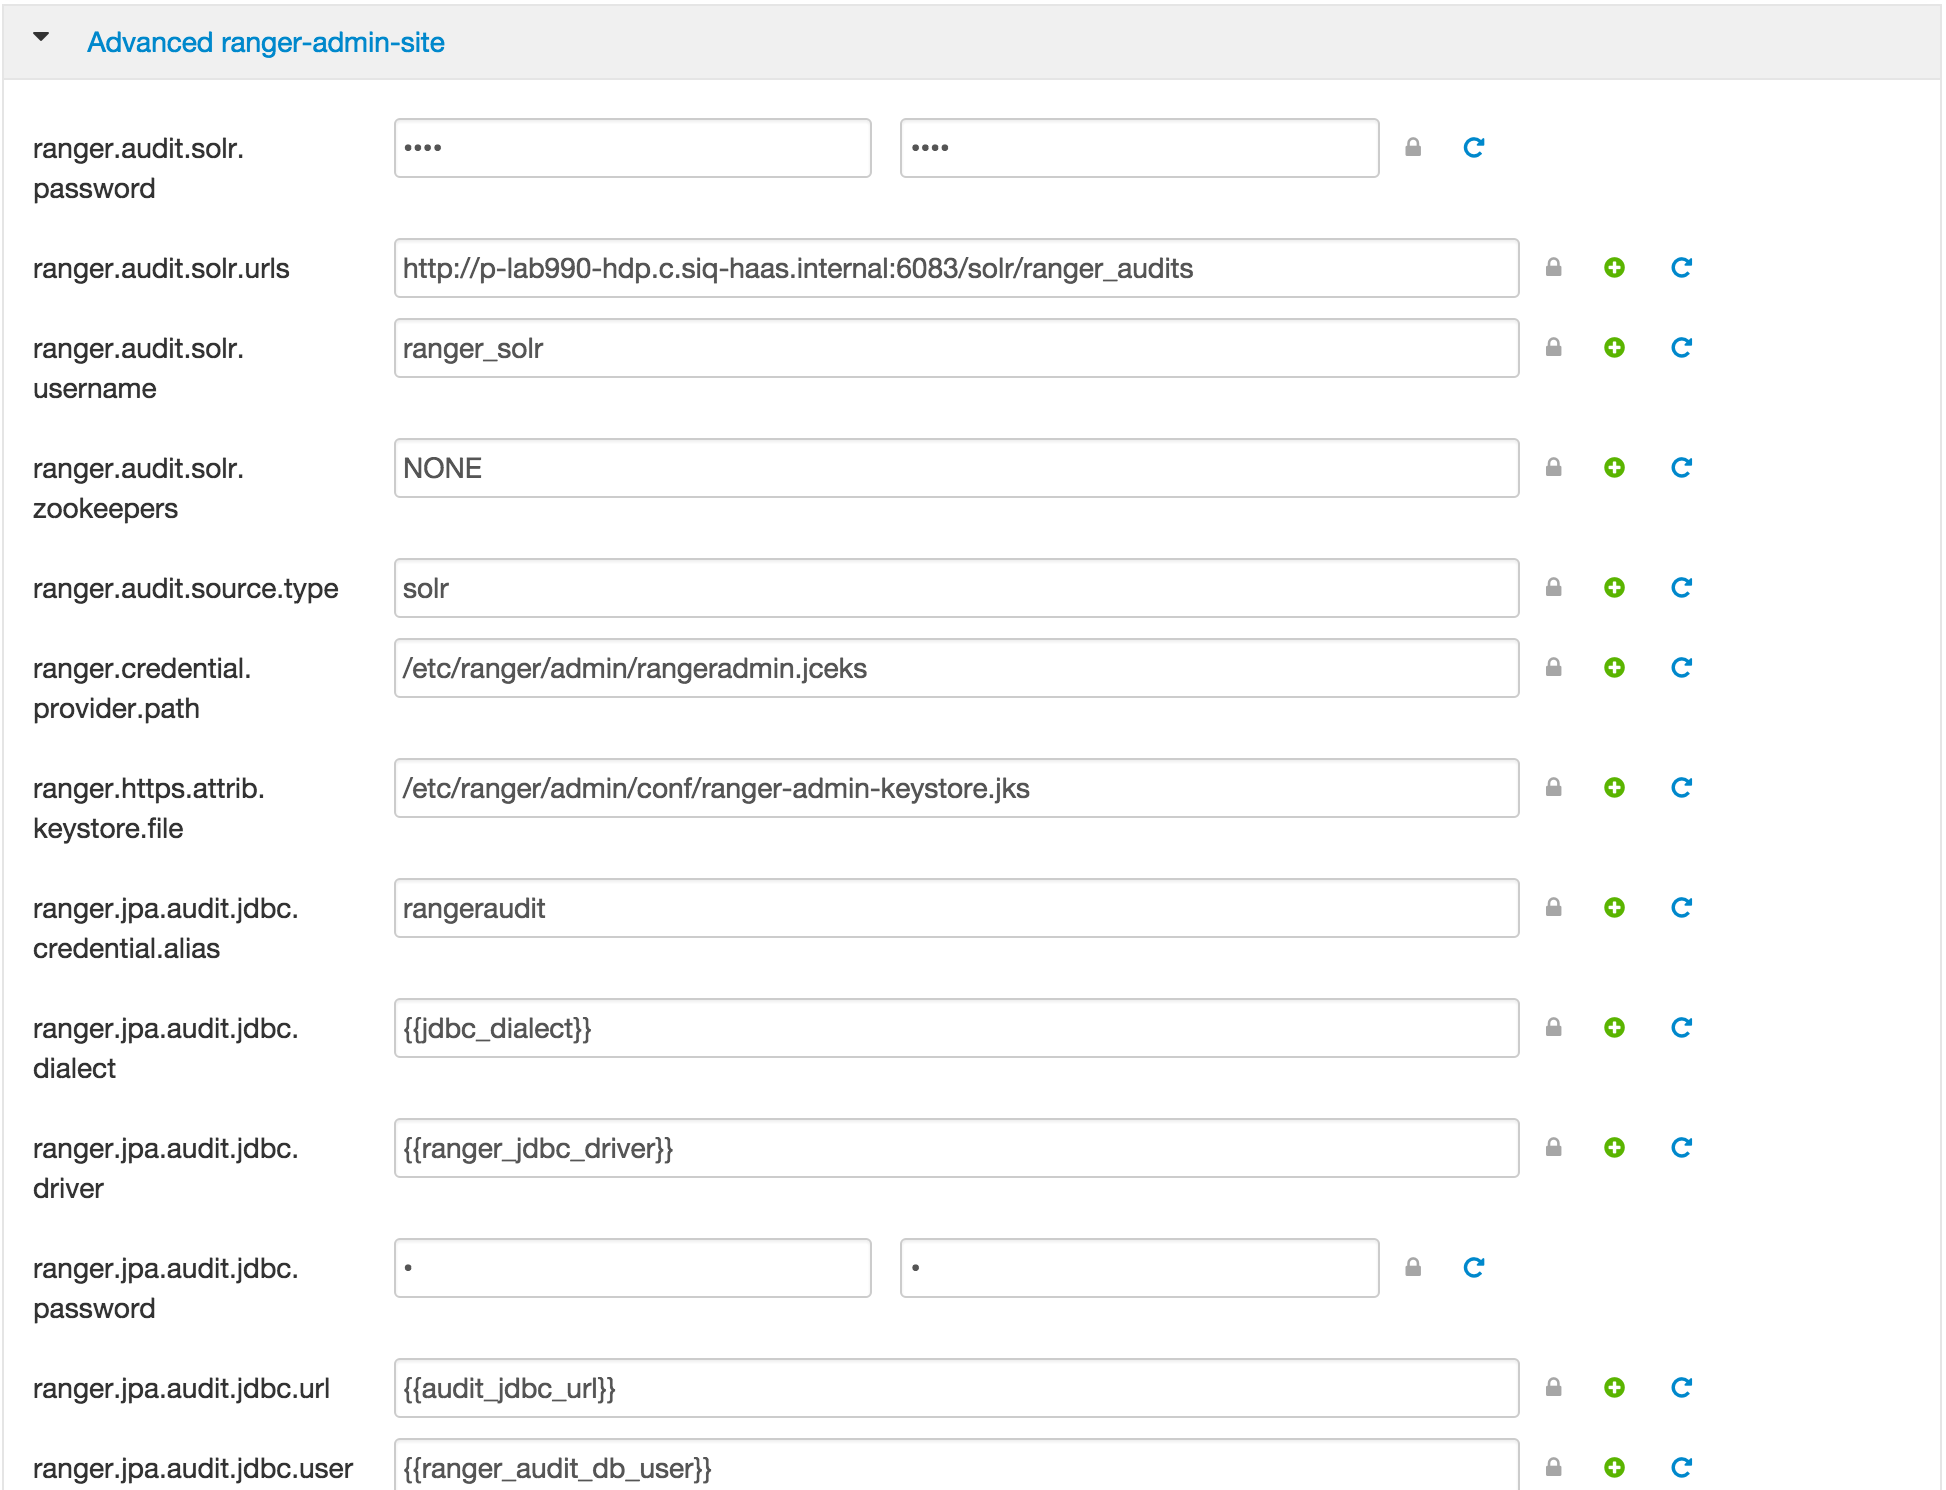 Advanced ranger-admin-site
ranger.audit.solr.
password
•••• ••••
ranger.audit.solr.urls
http://p-lab990-hdp.c.siq-haas.internal:6083/solr/ranger_audits
ranger.audit.solr.
username
ranger_solr
ranger.audit.solr.
zookeepers
NONE
ranger.audit.source.type
solr
ranger.credential.
provider.path
/etc/ranger/admin/rangeradmin.jceks
ranger.https.attrib.
keystore.file
/etc/ranger/admin/conf/ranger-admin-keystore.jks
ranger.jpa.audit.jdbc.
credential.alias
rangeraudit
ranger.jpa.audit.jdbc.
dialect
{{jdbc_dialect}}
ranger.jpa.audit.jdbc.
driver
{{ranger_jdbc_driver}}
ranger.jpa.audit.jdbc.
password
• •
ranger.jpa.audit.jdbc.url
{{audit_jdbc_url}}
ranger.jpa.audit.jdbc.user
{{ranger_audit_db_user}}